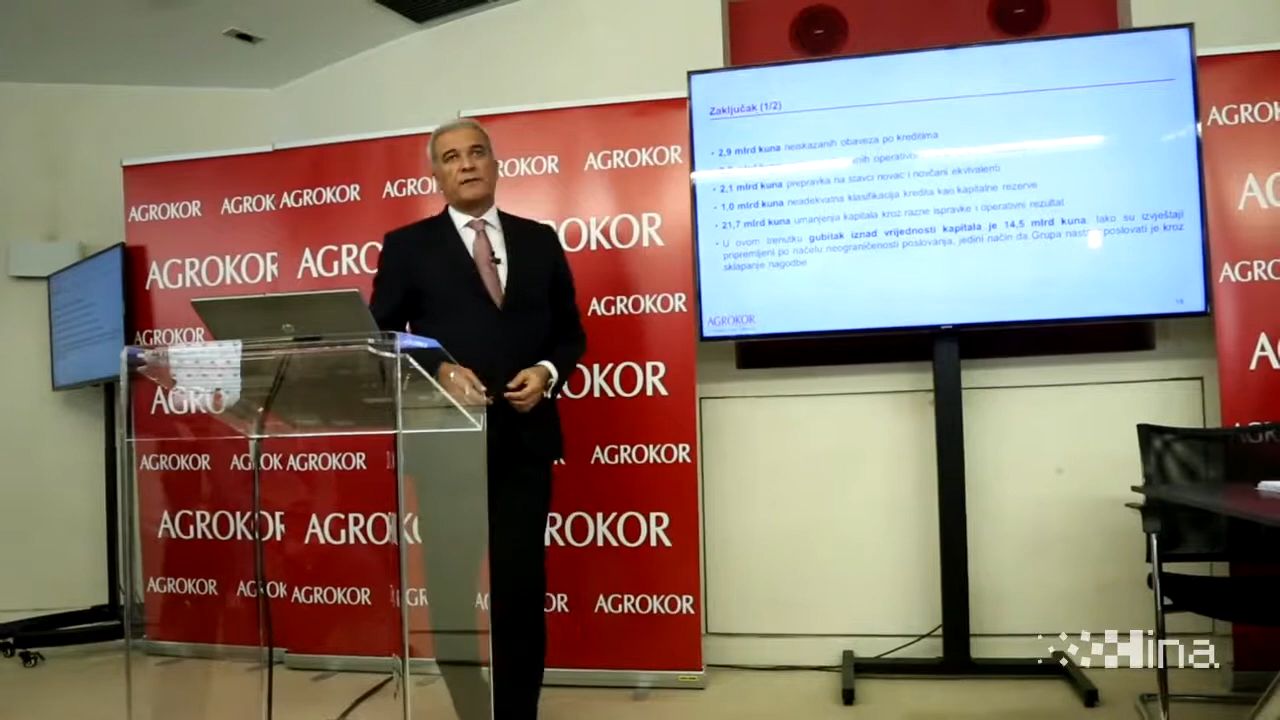 Zaključak (1/2)
• 2,9 mlrd kuna neiskazanih obaveza po kreditima
• 2,1 mlrd kuna prepravka na stavci novac i novčani ekvivalenti
• 1,0 mlrd kuna neadekvatna klasifikacija kredita kao kapitalne rezerve
• 21,7 mlrd kuna umanjenja kapitala kroz razne ispravke i operativni rezultat
• U ovom trenutku gubitak iznad vrijednosti kapitala je 14,5 mlrd kuna. Iako su izvještaji
pripremljeni po načelu neograničenosti poslovanja, jedini način da Grupa nastavi poslovati je kroz
sklapanje nagodbe
AGROKOR
AGROKOR AGROKOR AGROKOR AGROKOR
AGROKOR AGROKOR
AGROKOR AGROKOR
AGROKOR AGROKOR AGROKOR
AGROKOR AGROKOR
AGROKOR AGROKOR AGROKOR
Hina